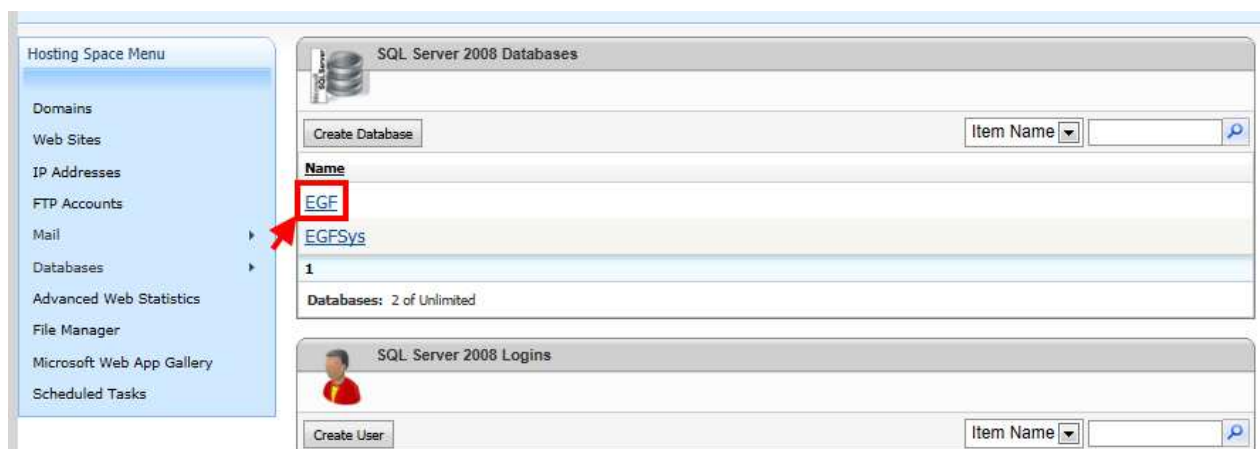 Hosting Space Menu
Domains
Web Sites
IP Addresses
FTP Accounts
Mail
Databases
Advanced Web Statistics
File Manager
Microsoft Web App Gallery
Scheduled Tasks
SQL Server 2008 Databases
SQL Server
Create Database
Item Name
Name
EGF
EGFSys
1
Databases: 2 of Unlimited
SQL Server 2008 Logins
Create User
Item Name